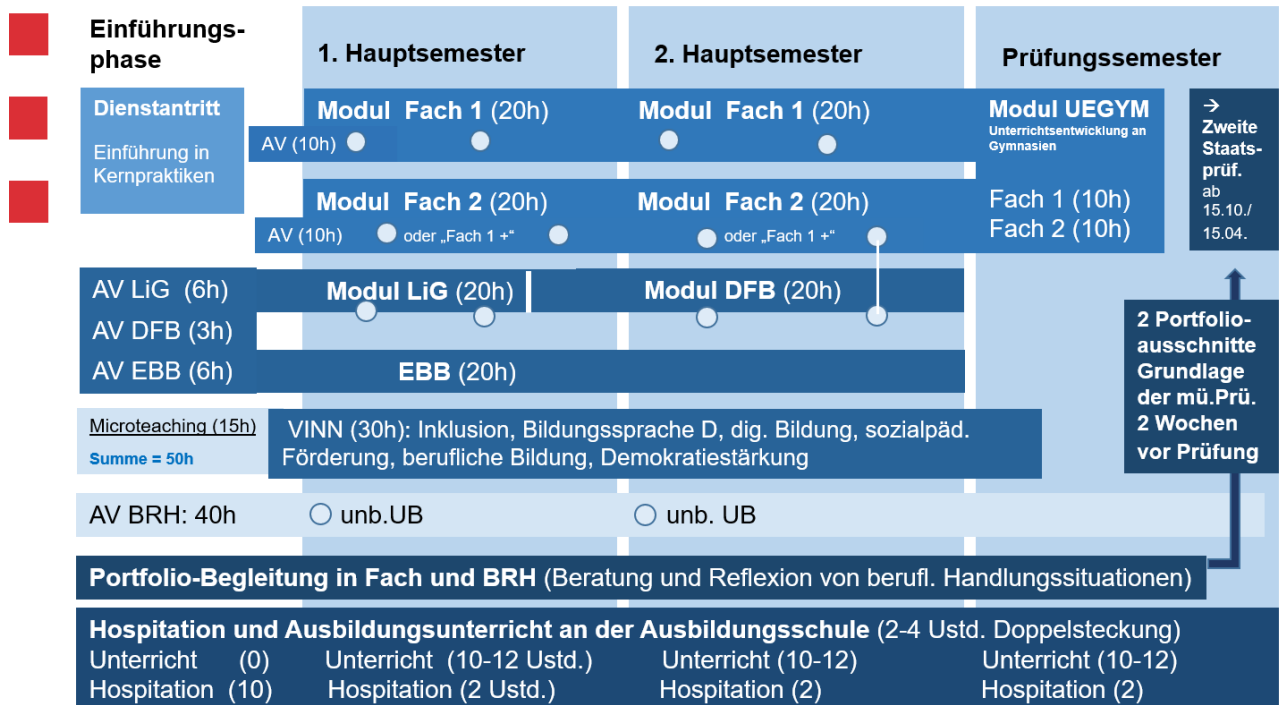 Einführungs-
phase
1. Hauptsemester
2. Hauptsemester
Prüfungssemester
Dienstantritt
Einführung in
Kernpraktiken
Modul Fach 1 (20h)
AV (10h)
Modul Fach 1 (20h)
Modul UEGYM
Unterrichtsentwicklung an
Gymnasien
Fach 1 (10h)
Fach 2 (10h)
→
Zweite
Staats-
prüf.
ab
15.10./
15.04.
Modul Fach 2 (20h)
AV (10h)
oder „Fach 1 +“
Modul Fach 2 (20h)
oder „Fach 1 +“
AV LiG (6h)
Modul LiG (20h)
Modul DFB (20h)
AV DFB (3h)
AV EBB (6h)
EBB (20h)
2 Portfolio-
ausschnitte
Grundlage
der mü.Prü.
2 Wochen
vor Prüfung
Microteaching (15h)
Summe = 50h
VINN (30h): Inklusion, Bildungssprache D, dig. Bildung, sozialpäd.
Förderung, berufliche Bildung, Demokratiestärkung
AV BRH: 40h
unb.UB
unb. UB
Portfolio-Begleitung in Fach und BRH (Beratung und Reflexion von berufl. Handlungssituationen)
Hospitation und Ausbildungsunterricht an der Ausbildungsschule (2-4 Ustd. Doppelsteckung)
Unterricht (0) Unterricht (10-12 Ustd.) Unterricht (10-12) Unterricht (10-12)
Hospitation (10) Hospitation (2 Ustd.) Hospitation (2) Hospitation (2)